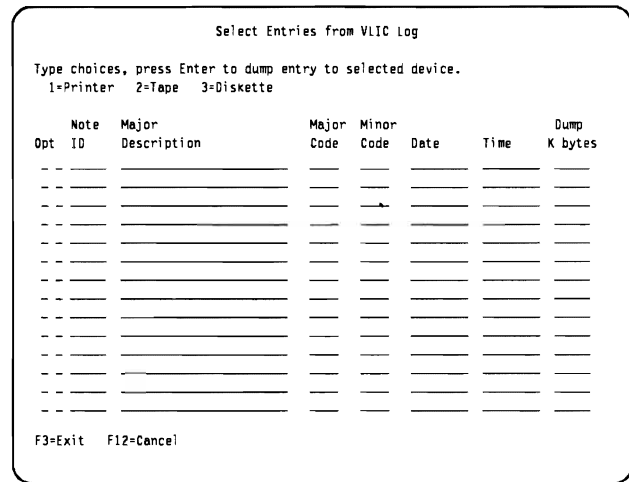 Select Entries from VLIC Log
Type choices, press Enter to dump entry to selected device.
1=Printer 2=Tape 3=Diskette
Note Major Major Minor Dump
Opt ID Description Code Code Date Time K bytes
F3=Exit F12=Cancel